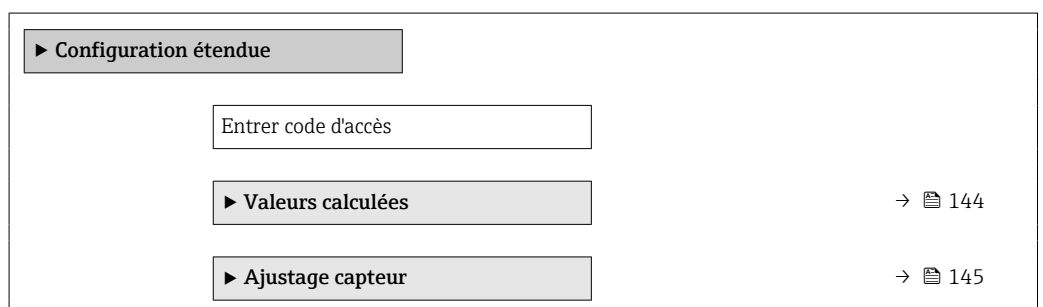 ▶ Configuration étendue
Entrer code d'accès
▶ Valeurs calculées → 144
▶ Ajustage capteur → 145